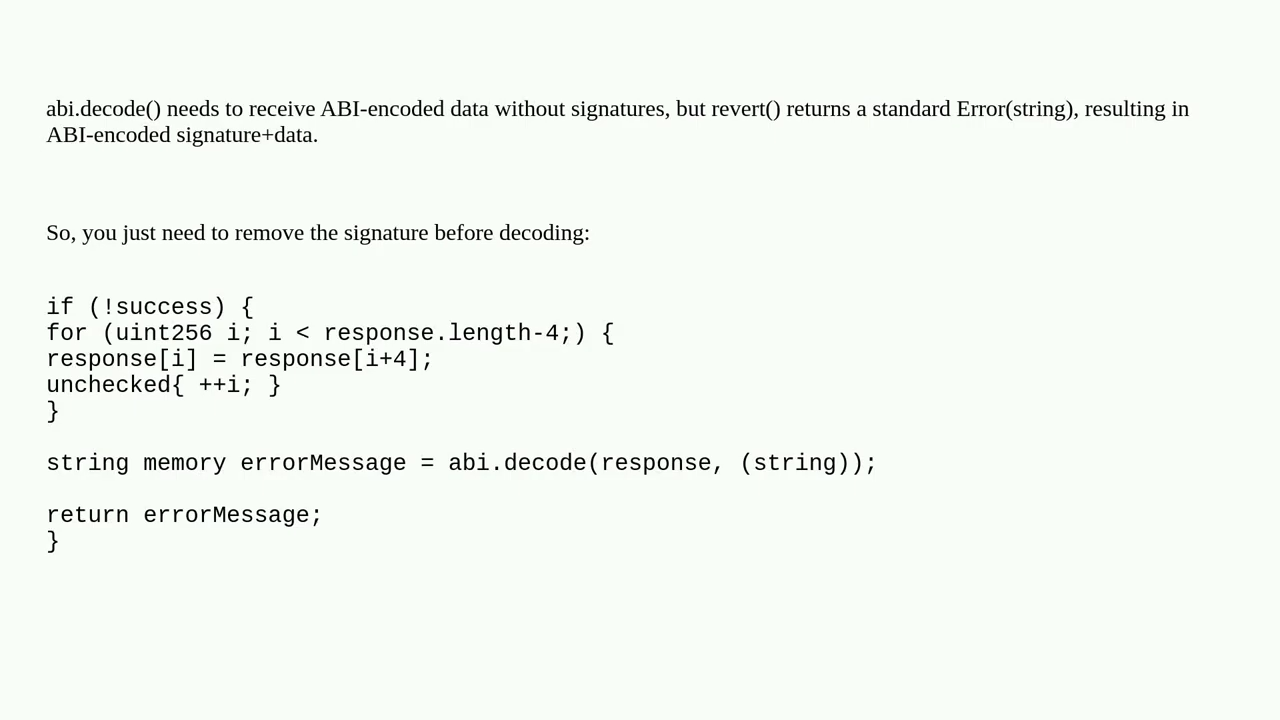 abi.decode() needs to receive ABI-encoded data without signatures, but revert() returns a standard Error(string), resulting in
ABI-encoded signature+data.
So, you just need to remove the signature before decoding:
if (!success) {
for (uint256 i; i < response.length-4;) {
response[i] = response[i+4];
unchecked{ ++i; }
}
string memory errorMessage = abi.decode(response, (string));
return errorMessage;
}